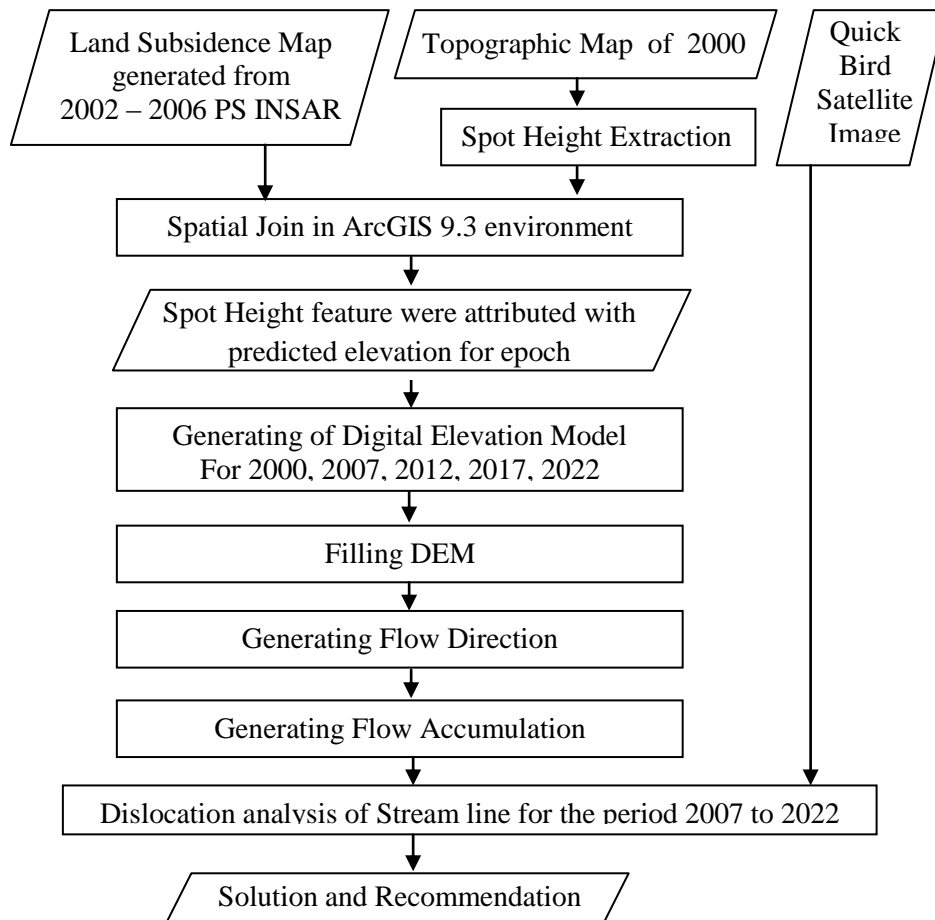 Land Subsidence Map
generated from
2002 – 2006 PS INSAR
Topographic Map of 2000
Quick
Bird
Satellite
Image
Spot Height Extraction
Spatial Join in ArcGIS 9.3 environment
Spot Height feature were attributed with
predicted elevation for epoch
Generating of Digital Elevation Model
For 2000, 2007, 2012, 2017, 2022
Filling DEM
Generating Flow Direction
Generating Flow Accumulation
Dislocation analysis of Stream line for the period 2007 to 2022
Solution and Recommendation